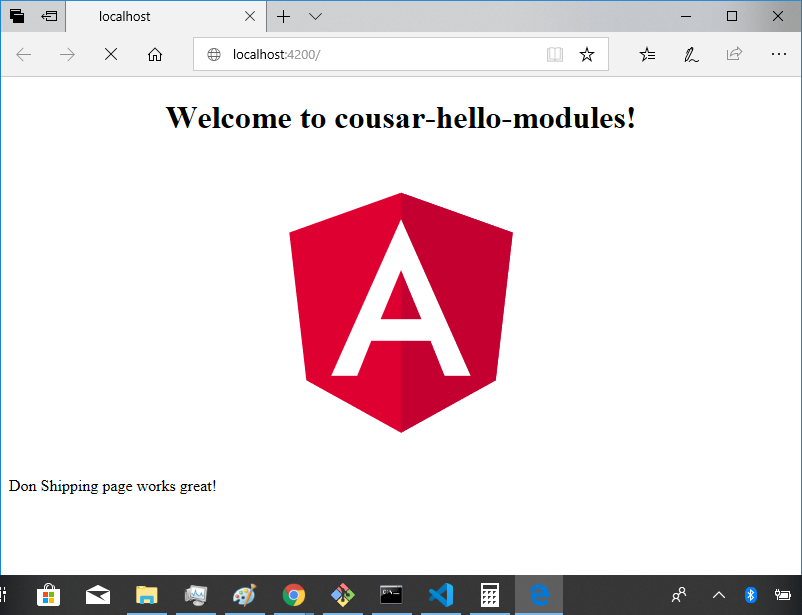 localhost
localhost:4200/
Welcome to cousar-hello-modules!
A
Don Shipping page works great!